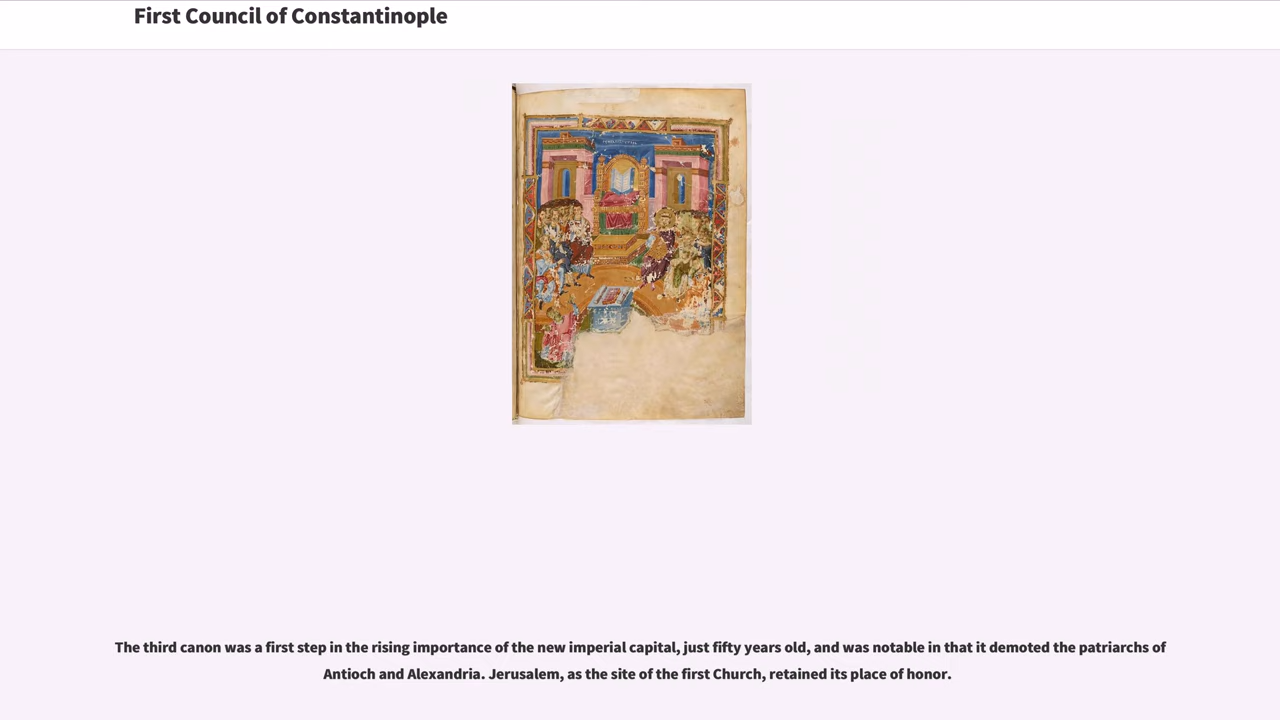 First Council of Constantinople
The third canon was a first step in the rising importance of the new imperial capital, just fifty years old, and was notable in that it demoted the patriarchs of
Antioch and Alexandria. Jerusalem, as the site of the first Church, retained its place of honor.